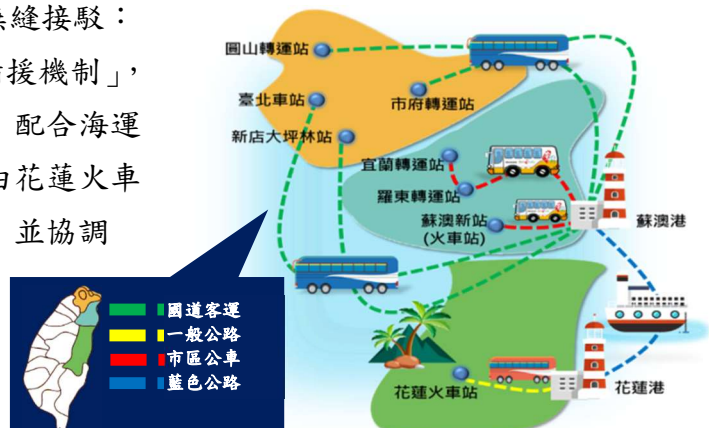 縫接駁：
援機制」，
配合海運
花蓮火車
並協調
圓山轉運站
市府轉運站
臺北車站
新店大坪林站
宜蘭轉運站
羅東轉運站
蘇澳新站
(火車站)
蘇澳港
花蓮火車站
花蓮港
國道客運
一般公路
市區公車
藍色公路